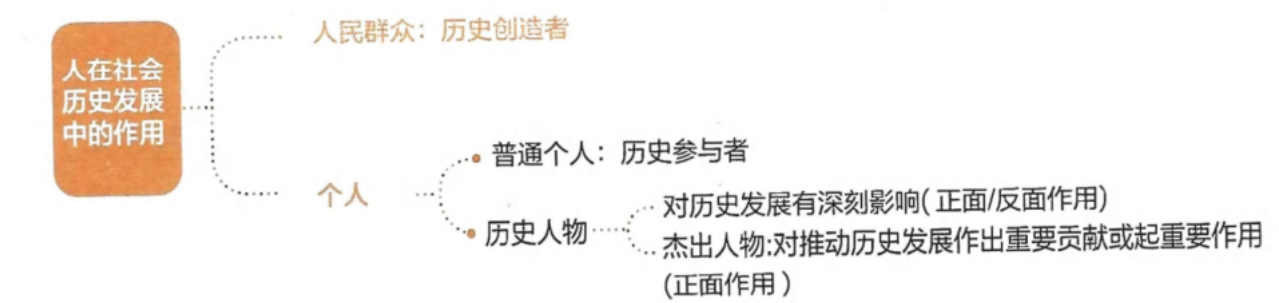 人在社会
历史发展
中的作用
人民群众：历史创造者
个人
普通个人：历史参与者
历史人物
对历史发展有深刻影响(正面/反面作用)
杰出人物:对推动历史发展作出重要贡献或起重要作用
(正面作用)